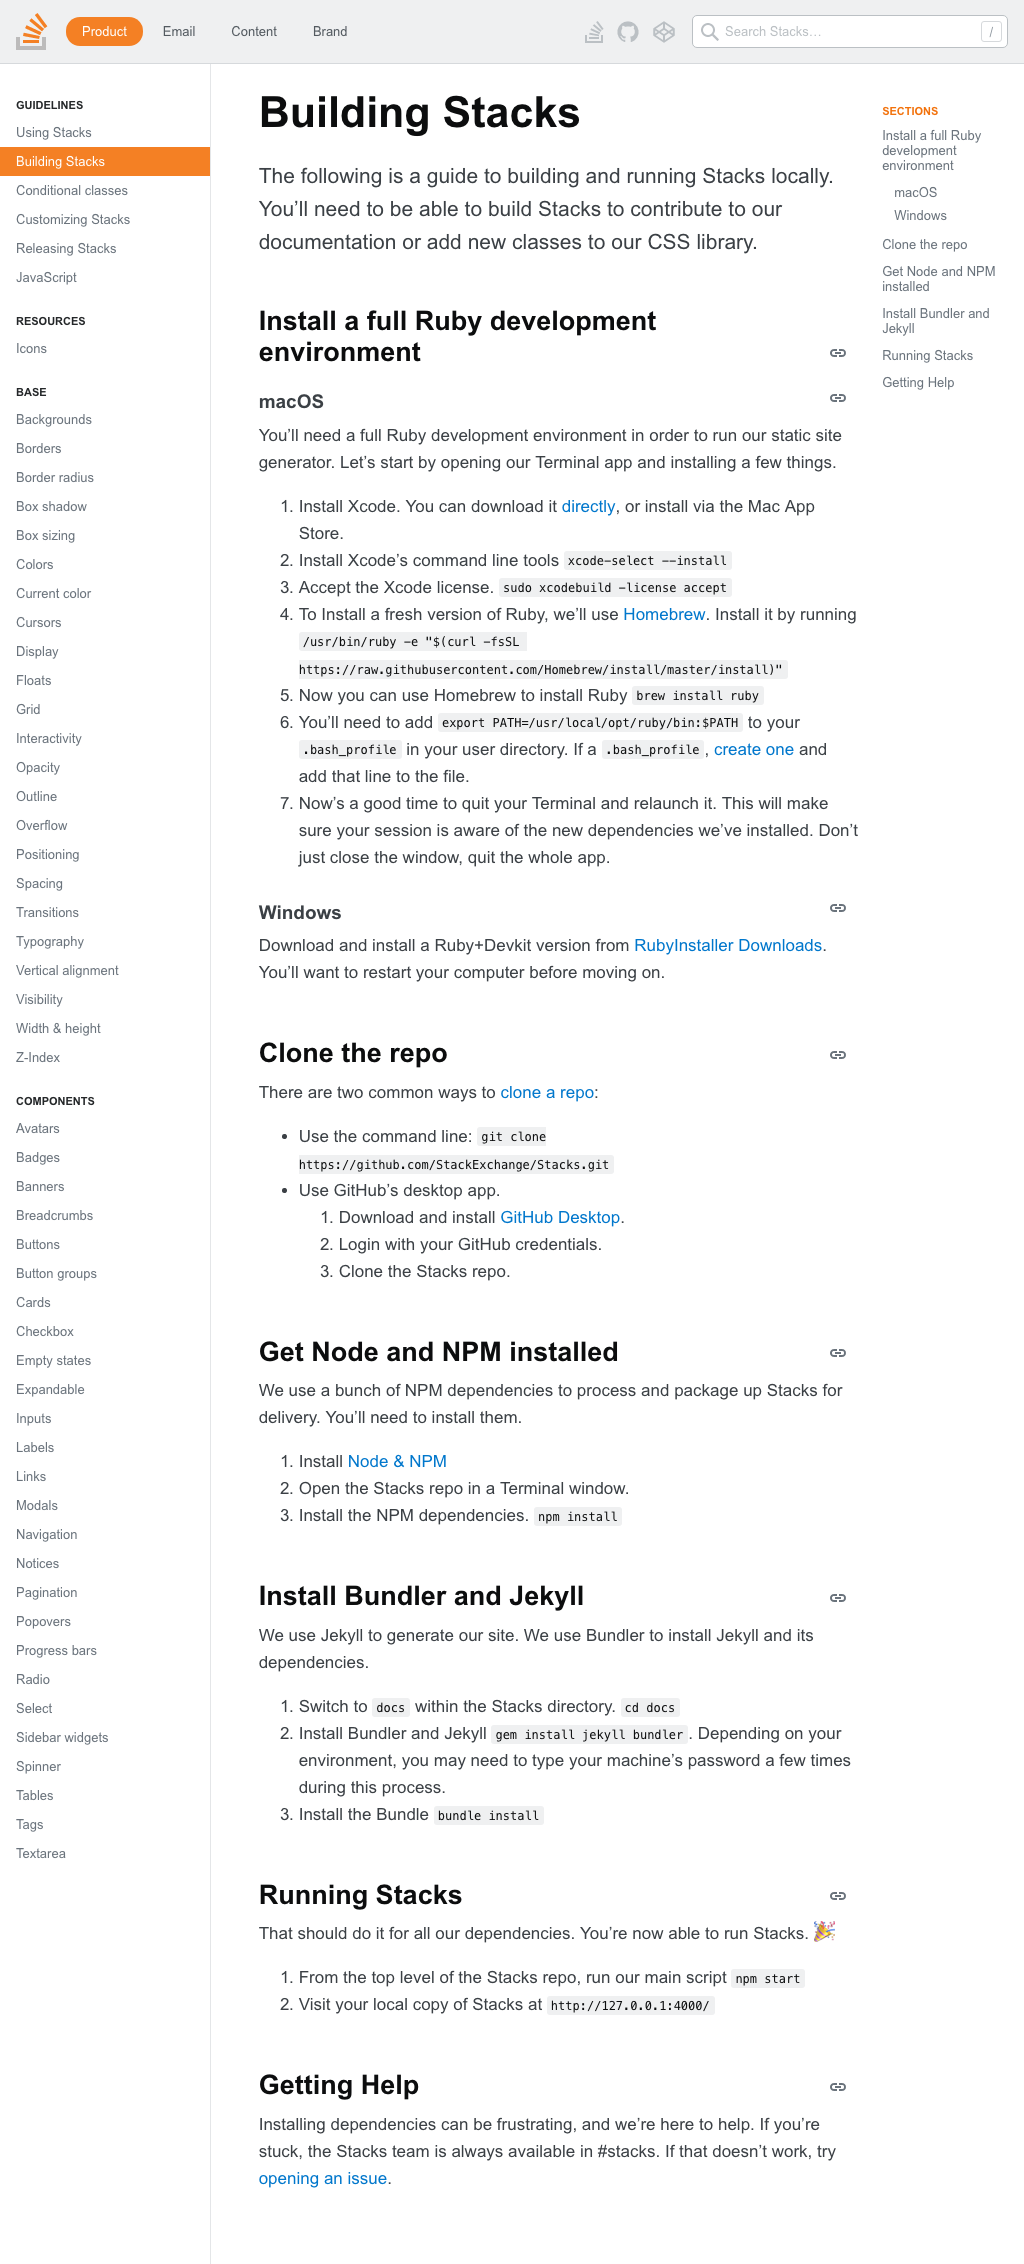 Product
Email
Content
Brand
Search Stacks...
/
GUIDELINES
Using Stacks
Building Stacks
Conditional classes
Customizing Stacks
Releasing Stacks
JavaScript
RESOURCES
Icons
BASE
Backgrounds
Borders
Border radius
Box shadow
Box sizing
Colors
Current color
Cursors
Display
Floats
Grid
Interactivity
Opacity
Outline
Overflow
Positioning
Spacing
Transitions
Typography
Vertical alignment
Visibility
Width & height
Z-Index
COMPONENTS
Avatars
Badges
Banners
Breadcrumbs
Buttons
Button groups
Cards
Checkbox
Empty states
Expandable
Inputs
Labels
Links
Modals
Navigation
Notices
Pagination
Popovers
Progress bars
Radio
Select
Sidebar widgets
Spinner
Tables
Tags
Textarea
Building Stacks
The following is a guide to building and running Stacks locally.
You’ll need to be able to build Stacks to contribute to our
documentation or add new classes to our CSS library.
Install a full Ruby development
environment
macOS
You’ll need a full Ruby development environment in order to run our static site
generator. Let’s start by opening our Terminal app and installing a few things.
1. Install Xcode. You can download it directly, or install via the Mac App
Store.
2. Install Xcode’s command line tools xcode-select --install
3. Accept the Xcode license. sudo xcodebuild -license accept
4. To Install a fresh version of Ruby, we’ll use Homebrew. Install it by running
/usr/bin/ruby -e "$(curl -fsSL
https://raw.githubusercontent.com/Homebrew/install/master/install)"
5. Now you can use Homebrew to install Ruby brew install ruby
6. You’ll need to add export PATH=/usr/local/opt/ruby/bin:$PATH to your
.bash_profile in your user directory. If a .bash_profile, create one and
add that line to the file.
7. Now’s a good time to quit your Terminal and relaunch it. This will make
sure your session is aware of the new dependencies we’ve installed. Don’t
just close the window, quit the whole app.
Windows
Download and install a Ruby+Devkit version from RubyInstaller Downloads.
You’ll want to restart your computer before moving on.
Clone the repo
There are two common ways to clone a repo:
• Use the command line: git clone
https://github.com/StackExchange/Stacks.git
• Use GitHub’s desktop app.
1. Download and install GitHub Desktop.
2. Login with your GitHub credentials.
3. Clone the Stacks repo.
Get Node and NPM installed
We use a bunch of NPM dependencies to process and package up Stacks for
delivery. You’ll need to install them.
1. Install Node & NPM
2. Open the Stacks repo in a Terminal window.
3. Install the NPM dependencies. npm install
Install Bundler and Jekyll
We use Jekyll to generate our site. We use Bundler to install Jekyll and its
dependencies.
1. Switch to docs within the Stacks directory. cd docs
2. Install Bundler and Jekyll gem install jekyll bundler. Depending on your
environment, you may need to type your machine’s password a few times
during this process.
3. Install the Bundle bundle install
Running Stacks
That should do it for all our dependencies. You’re now able to run Stacks. 🎉
1. From the top level of the Stacks repo, run our main script npm start
2. Visit your local copy of Stacks at http://127.0.0.1:4000/
Getting Help
Installing dependencies can be frustrating, and we’re here to help. If you’re
stuck, the Stacks team is always available in #stacks. If that doesn’t work, try
opening an issue.
SECTIONS
Install a full Ruby
development
environment
macOS
Windows
Clone the repo
Get Node and NPM
installed
Install Bundler and
Jekyll
Running Stacks
Getting Help